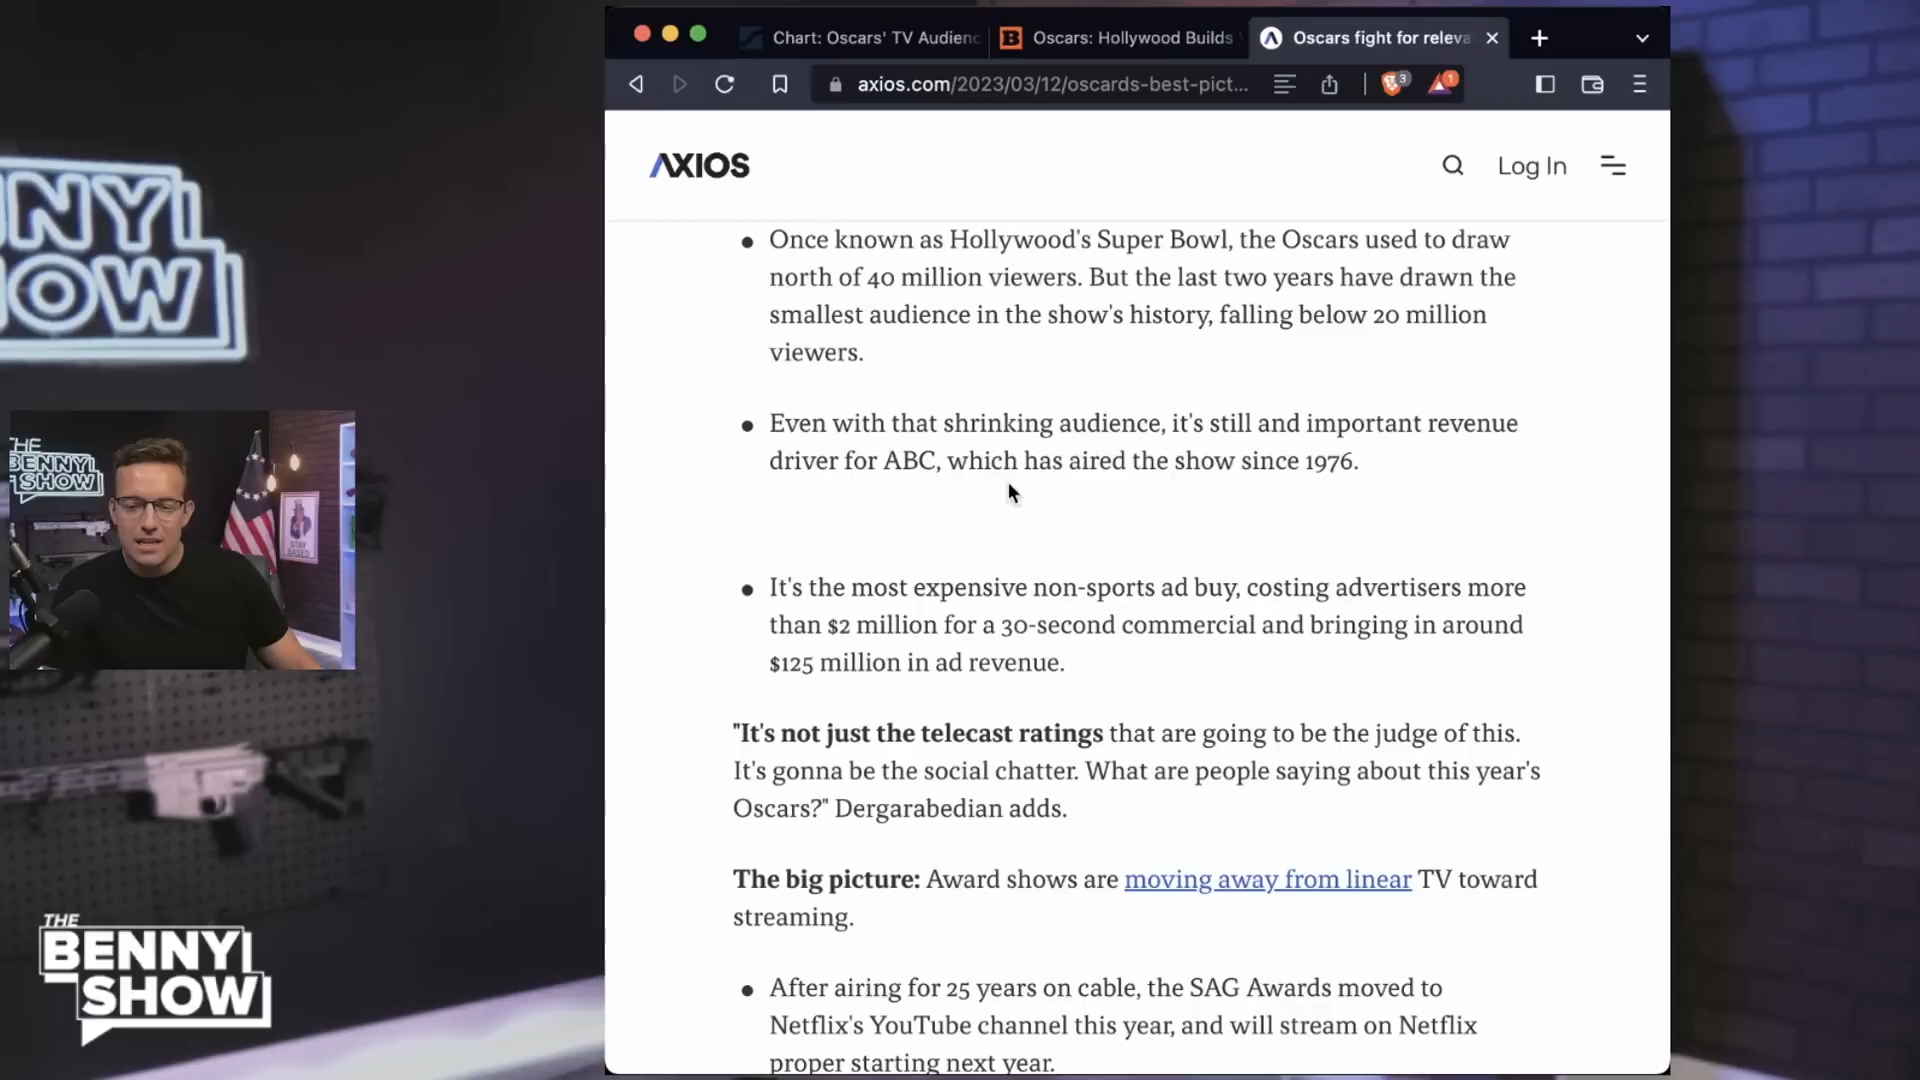 Chart: Oscars' TV Audienc
Oscars: Hollywood Builds
Oscars fight for releva
axios.com/2023/03/12/oscards-best-pict...
3
1
AXIOS
Log In
Once known as Hollywood's Super Bowl, the Oscars used to draw
north of 40 million viewers. But the last two years have drawn the
smallest audience in the show's history, falling below 20 million
viewers.
Even with that shrinking audience, it's still and important revenue
driver for ABC, which has aired the show since 1976.
It's the most expensive non-sports ad buy, costing advertisers more
than $2 million for a 30-second commercial and bringing in around
$125 million in ad revenue.
"It's not just the telecast ratings that are going to be the judge of this.
It's gonna be the social chatter. What are people saying about this year's
Oscars?" Dergarabedian adds.
The big picture: Award shows are moving away from linear TV toward
streaming.
After airing for 25 years on cable, the SAG Awards moved to
Netflix's YouTube channel this year, and will stream on Netflix
proper starting next year.
NNY
HOW
THE
BENNY
SHOW
STAY
BASED
THE
BENNY
SHOW